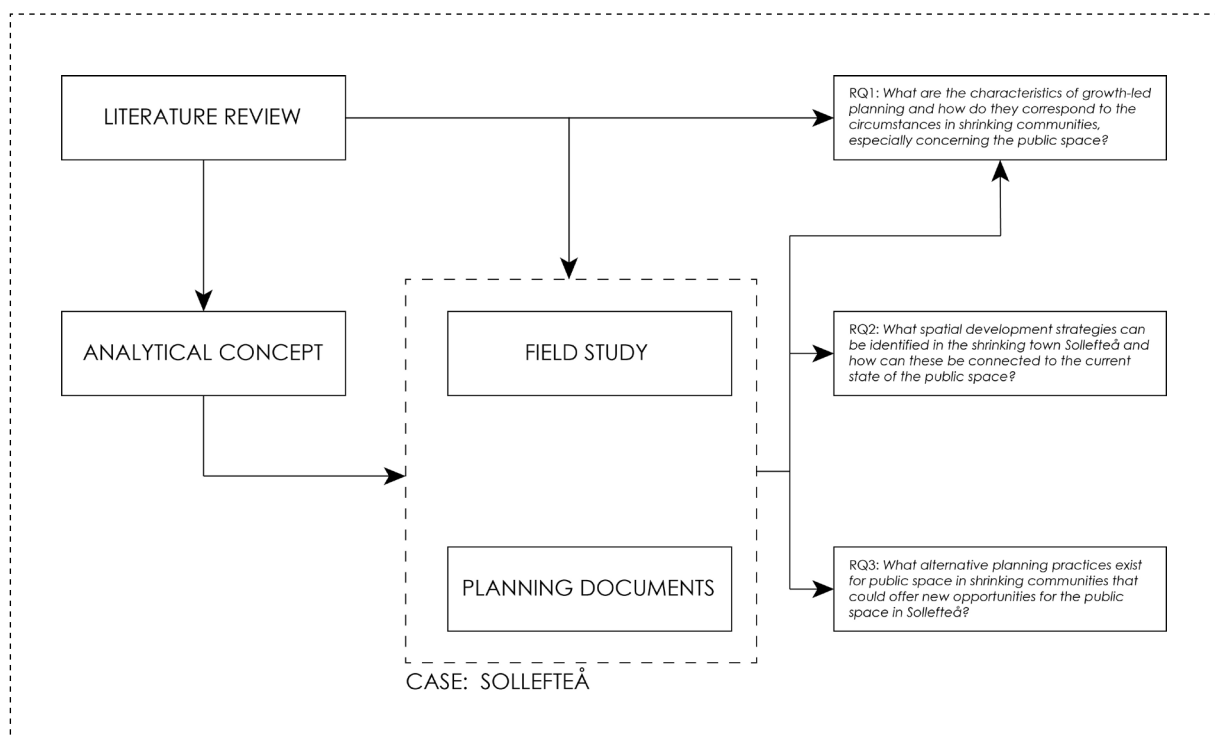 LITERATURE REVIEW
RQ1: What are the characteristics of growth-led
planning and how do they correspond to the
circumstances in shrinking communities,
especially concerning the public space?
ANALYTICAL CONCEPT
FIELD STUDY
RQ2: What spatial development strategies can
be identified in the shrinking town Sollefteå and
how can these be connected to the current
state of the public space?
PLANNING DOCUMENTS
RQ3: What alternative planning practices exist
for public space in shrinking communities that
could offer new opportunities for the public
space in Sollefteå?
CASE: SOLLEFTEÅ